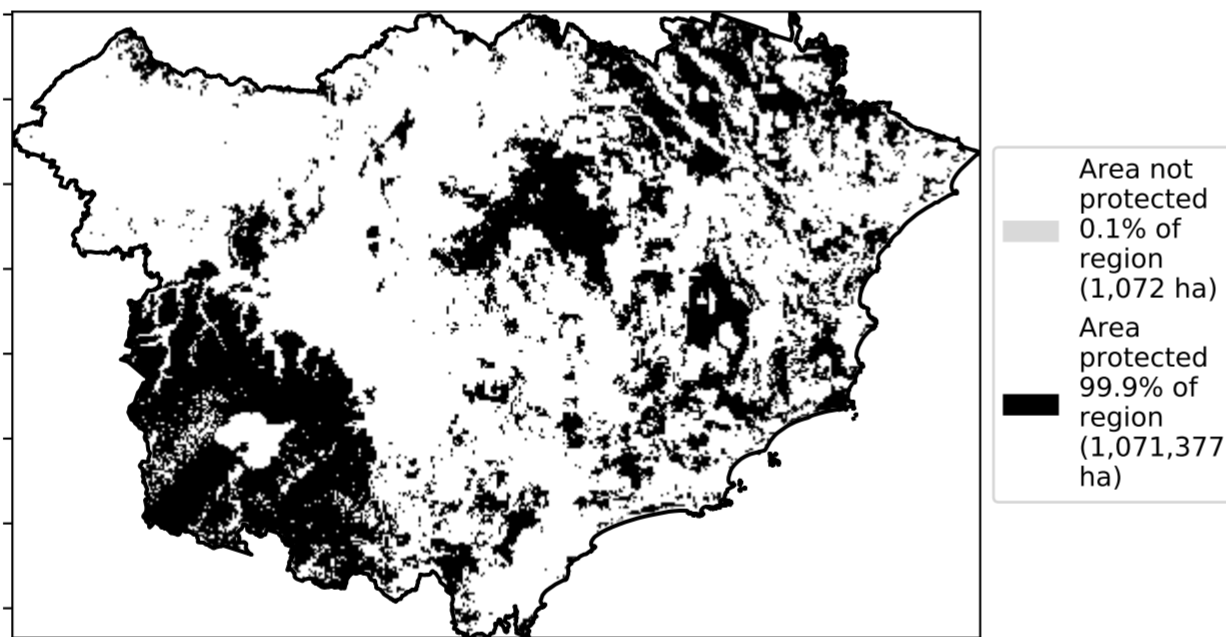 Area not
protected
0.1% of
region
(1,072 ha)
Area
protected
99.9% of
region
(1,071,377
ha)